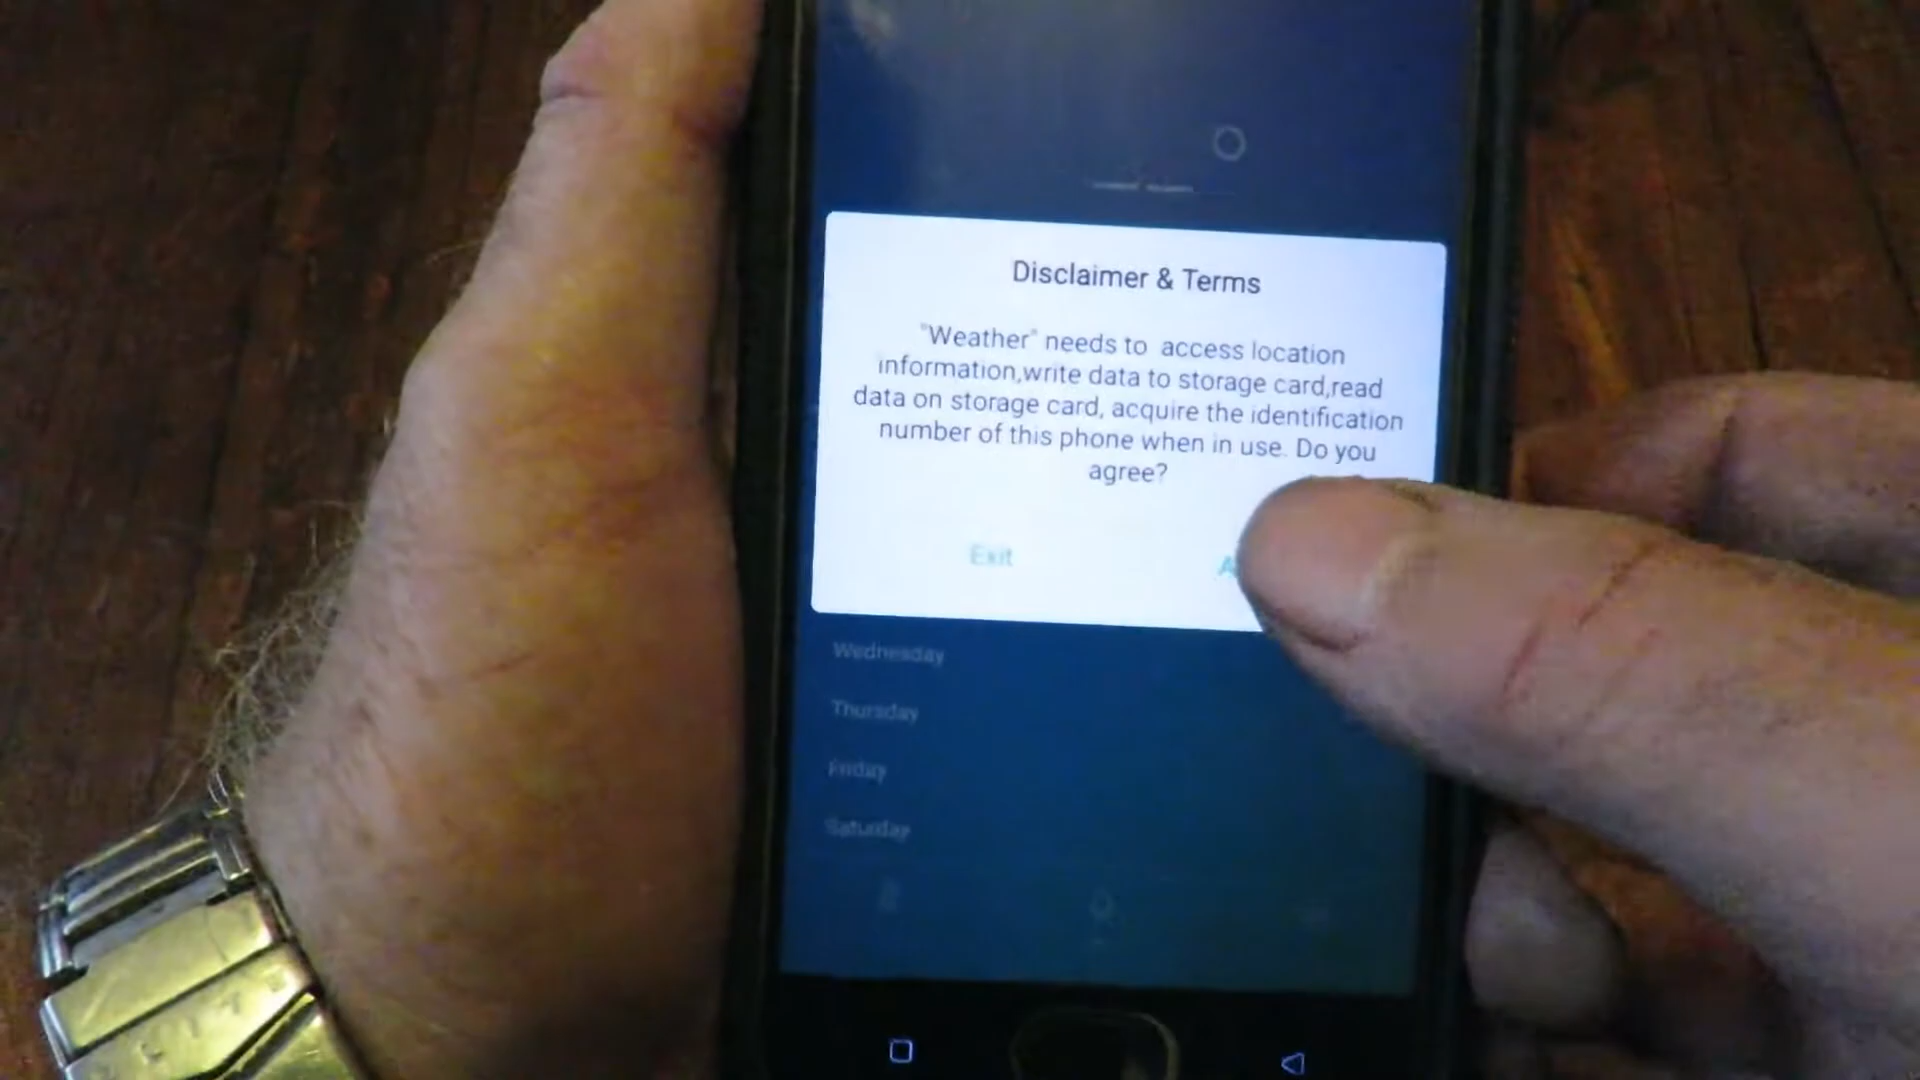 Disclaimer & Terms
"Weather" needs to access location
information,write data to storage card,read
data on storage card, acquire the identification
number of this phone when in use. Do you
agree?
Exit
Wednesday
Thursday
Friday
Saturday